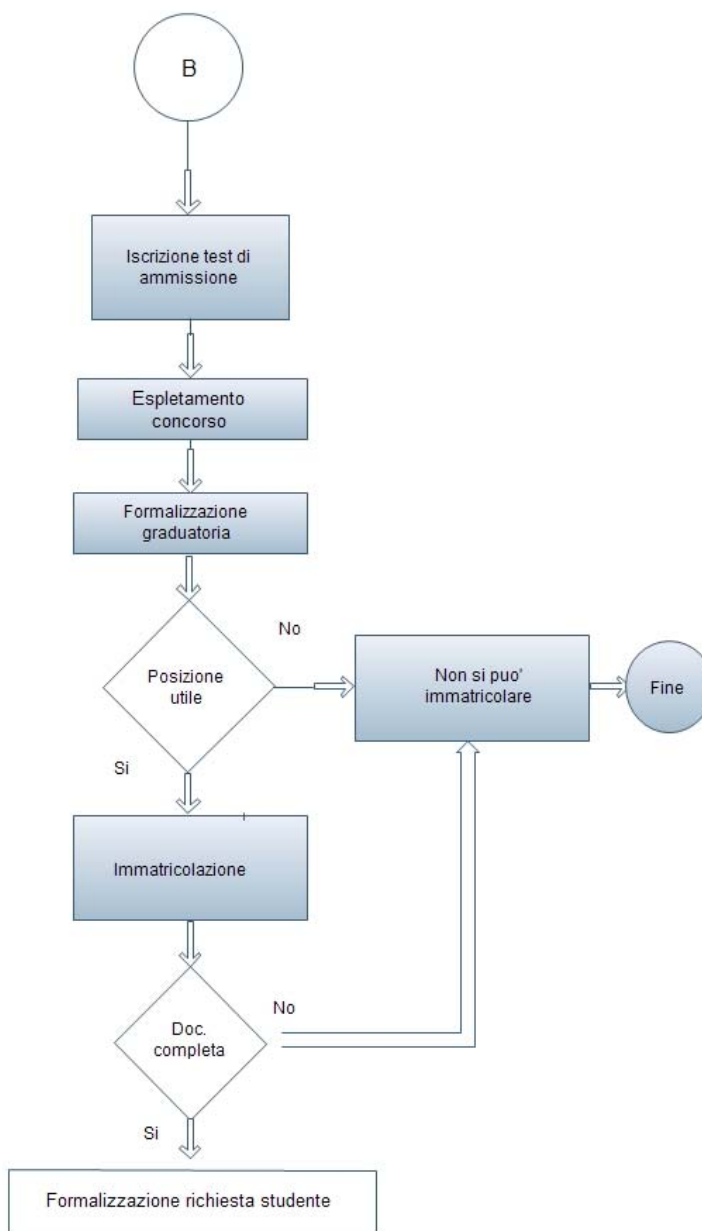 B
Iscrizione test di
ammissione
Espletamento
concorso
Formalizzazione
graduatoria
No
Posizione
utile
Non si puo'
immatricolare
Fine
Si
Immatricolazione
No
Doc.
completa
Si
Formalizzazione richiesta studente